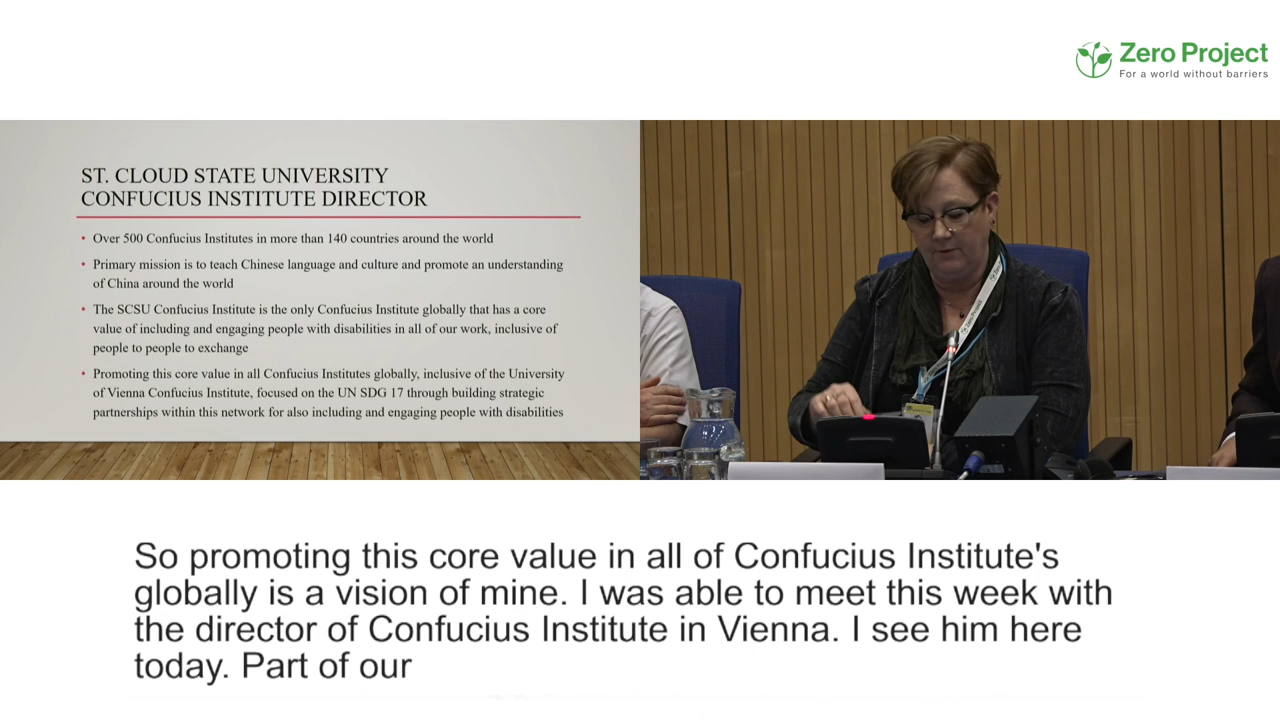 Zero Project
For a world without barriers
ST. CLOUD STATE UNIVERSITY
CONFUCIUS INSTITUTE DIRECTOR
• Over 500 Confucius Institutes in more than 140 countries around the world
• Primary mission is to teach Chinese language and culture and promote an understanding
of China around the world
• The SCSU Confucius Institute is the only Confucius Institute globally that has a core
value of including and engaging people with disabilities in all of our work, inclusive of
people to people to exchange
• Promoting this core value in all Confucius Institutes globally, inclusive of the University
of Vienna Confucius Institute, focused on the UN SDG 17 through building strategic
partnerships within this network for also including and engaging people with disabilities
So promoting this core value in all of Confucius Institute's
globally is a vision of mine. I was able to meet this week with
the director of Confucius Institute in Vienna. I see him here
today. Part of our